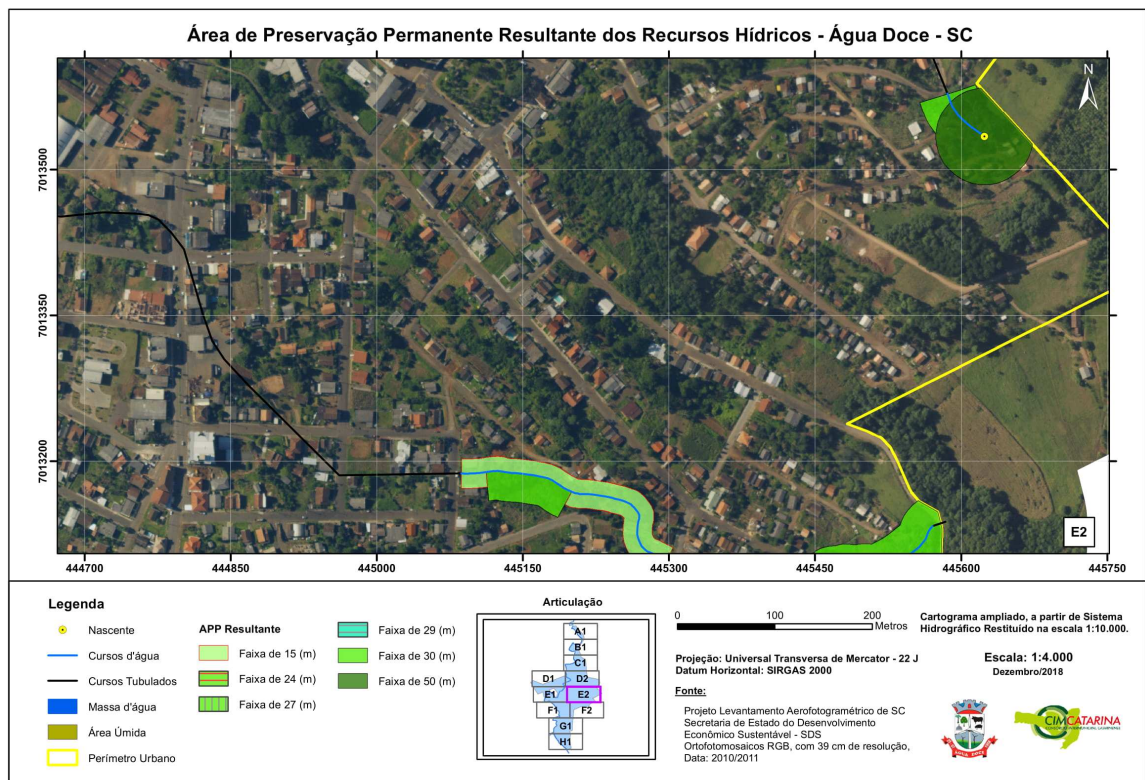 Área de Preservação Permanente Resultante dos Recursos Hídricos - Água Doce - SC
N
7013500
7013350
7013200
E2
444700
444850
445000
445150
445300
445450
445600
445750
Legenda
Nascente
Cursos d'água
Cursos Tubulados
Massa d'água
Área Úmida
Perímetro Urbano
APP Resultante
Faixa de 15 (m)
Faixa de 24 (m)
Faixa de 27 (m)
Faixa de 29 (m)
Faixa de 30 (m)
Faixa de 50 (m)
Articulação
A1
B1
C1
D1 D2
E1 E2
F1 F2
G1
H1
0 100 200
Metros
Projeção: Universal Transversa de Mercator - 22 J
Datum Horizontal: SIRGAS 2000
Fonte:
Projeto Levantamento Aerofotogramétrico de SC
Secretaria de Estado do Desenvolvimento
Econômico Sustentável - SDS
Ortofotomosaicos RGB, com 39 cm de resolução,
Data: 2010/2011
Cartograma ampliado, a partir de Sistema
Hidrográfico Restituído na escala 1:10.000.
Escala: 1:4.000
Dezembro/2018
ÁGUA DOCE
CIMCATARINA